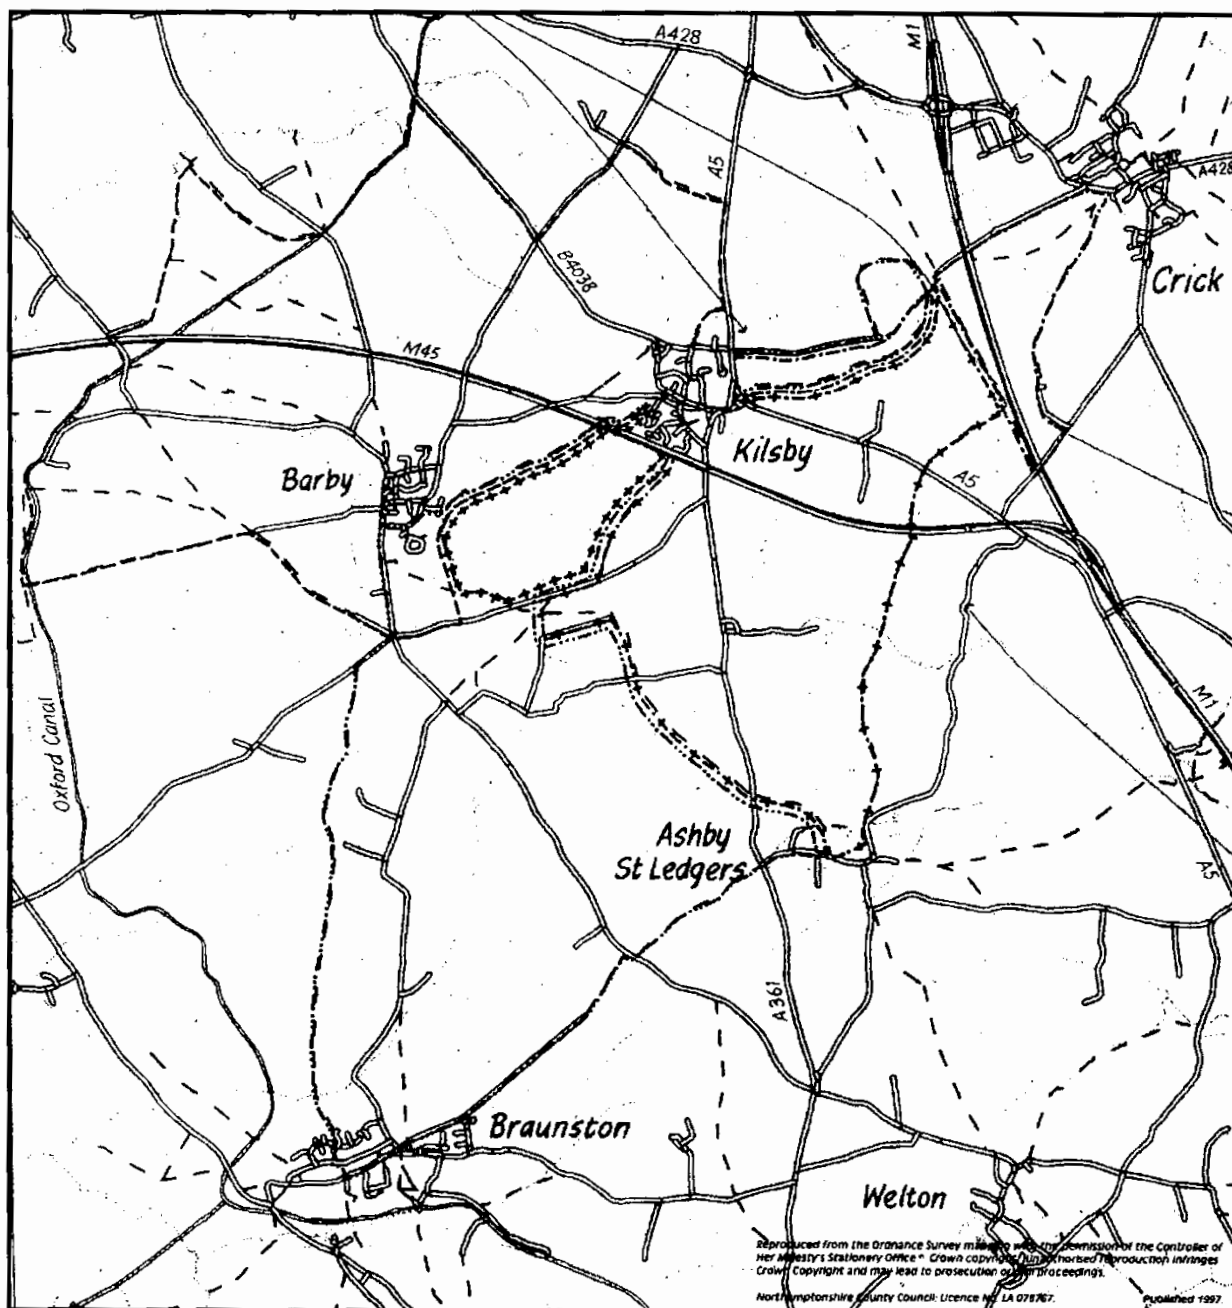 A428
M1
A5
A428
B4038
Crick
M45
Kilsby
Barby
A5
Oxford Canal
M1
Ashby
St Ledgers
A5
A361
Braunston
Welton
Reproduced from the Ordnance Survey mapping with the permission of the Controller of
Her Majesty's Stationery Office © Crown copyright. Unauthorised reproduction infringes
Crown Copyright and may lead to prosecution or civil proceedings.
Northamptonshire County Council: Licence No. LA 078767.
Published 1997